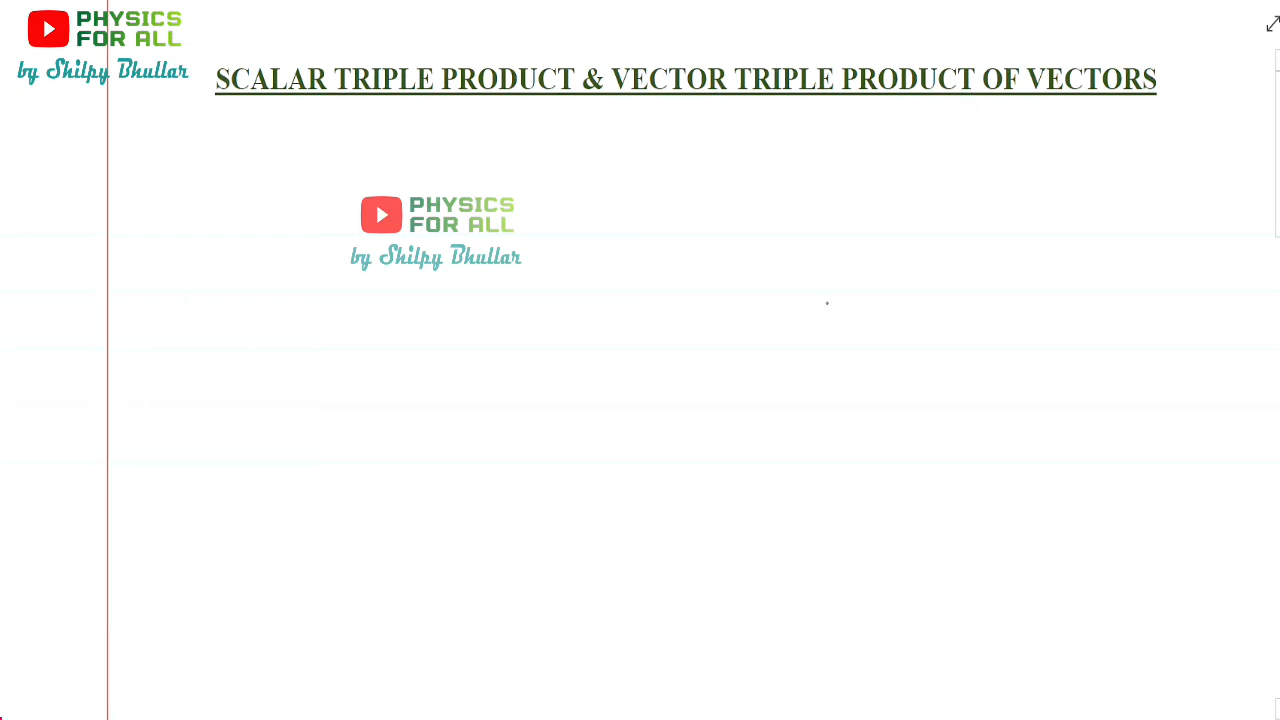 PHYSICS
FOR ALL
by Shilpy Bhullar
SCALAR TRIPLE PRODUCT & VECTOR TRIPLE PRODUCT OF VECTORS
PHYSICS
FOR ALL
by Shilpy Bhullar